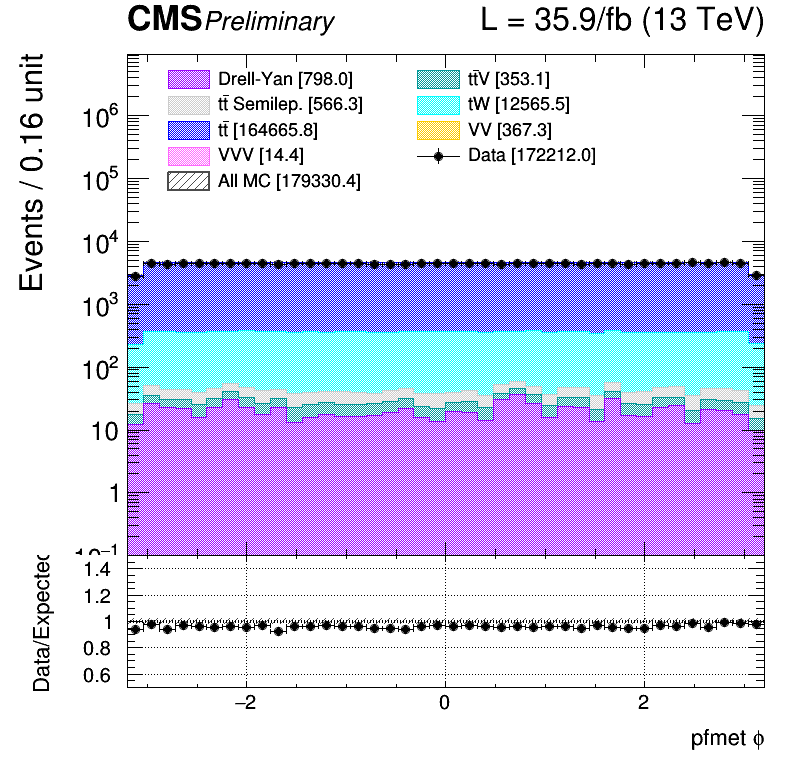 CMS Preliminary L = 35.9/fb (13 TeV)
Events / 0.16 unit
Drell-Yan [798.0]
tt̄V [353.1]
tt̄ Semilep. [566.3]
tW [12565.5]
tt̄ [164665.8]
VV [367.3]
VVV [14.4]
Data [172212.0]
All MC [179330.4]
10⁶
10⁵
10⁴
10³
10²
10
1
10⁻¹
Data/Expected
1.4
1.2
1
0.8
0.6
−2 0 2
pfmet ϕ